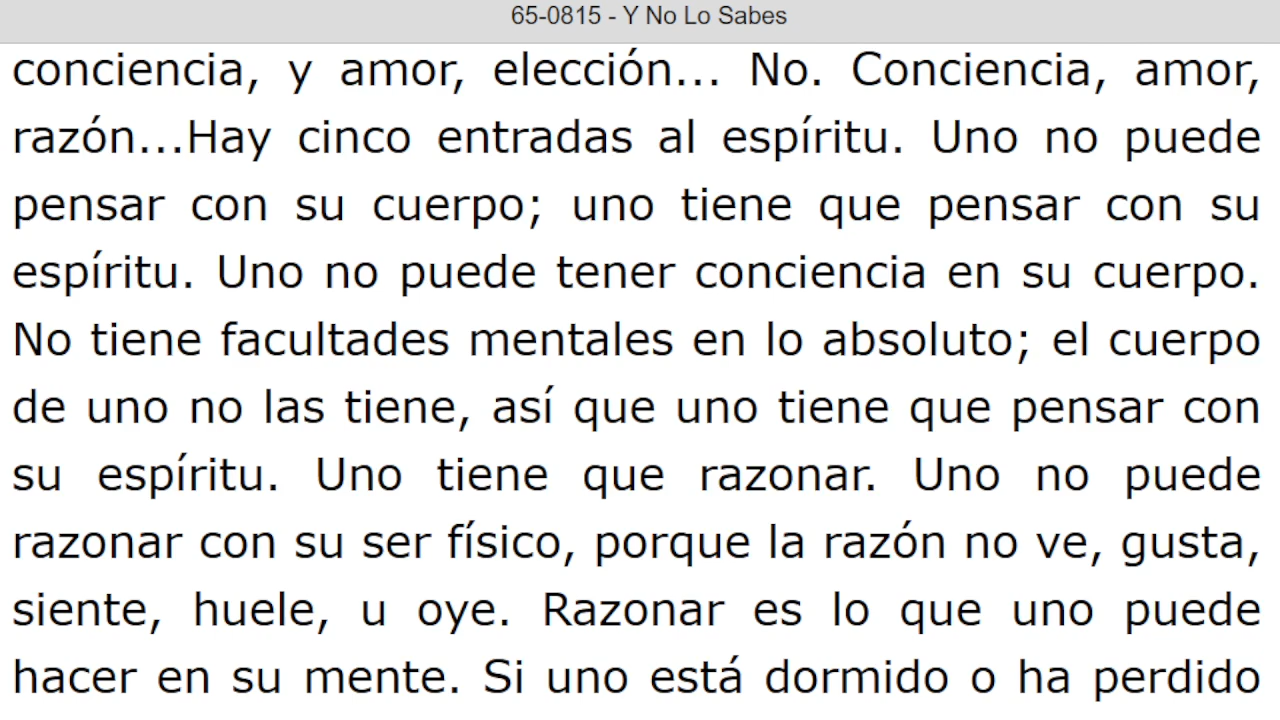 65-0815 - Y No Lo Sabes
conciencia, y amor, elección... No. Conciencia, amor,
razón...Hay cinco entradas al espíritu. Uno no puede
pensar con su cuerpo; uno tiene que pensar con su
espíritu. Uno no puede tener conciencia en su cuerpo.
No tiene facultades mentales en lo absoluto; el cuerpo
de uno no las tiene, así que uno tiene que pensar con
su espíritu. Uno tiene que razonar. Uno no puede
razonar con su ser físico, porque la razón no ve, gusta,
siente, huele, u oye. Razonar es lo que uno puede
hacer en su mente. Si uno está dormido o ha perdido